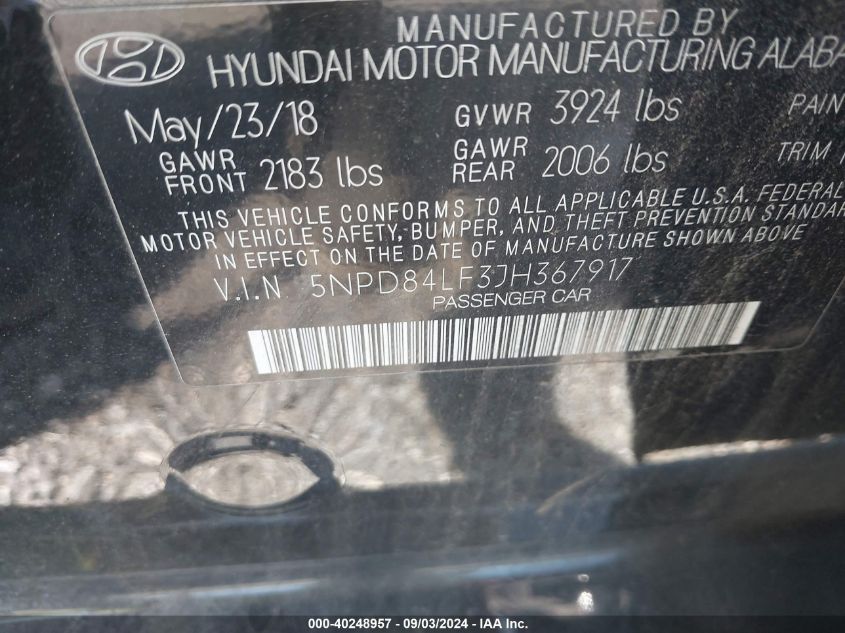 MANUFACTURED BY
HYUNDAI MOTOR MANUFACTURING ALABA
May/23/18 GVWR 3924 lbs PAIN
GAWR FRONT 2183 lbs GAWR REAR 2006 lbs TRIM
THIS VEHICLE CONFORMS TO ALL APPLICABLE U.S.A. FEDERAL
MOTOR VEHICLE SAFETY, BUMPER, AND THEFT PREVENTION STANDAR
IN EFFECT ON THE DATE OF MANUFACTURE SHOWN ABOVE
V.I.N 5NPD84LF3JH367917
PASSENGER CAR
000-40248957 - 09/03/2024 - IAA Inc.